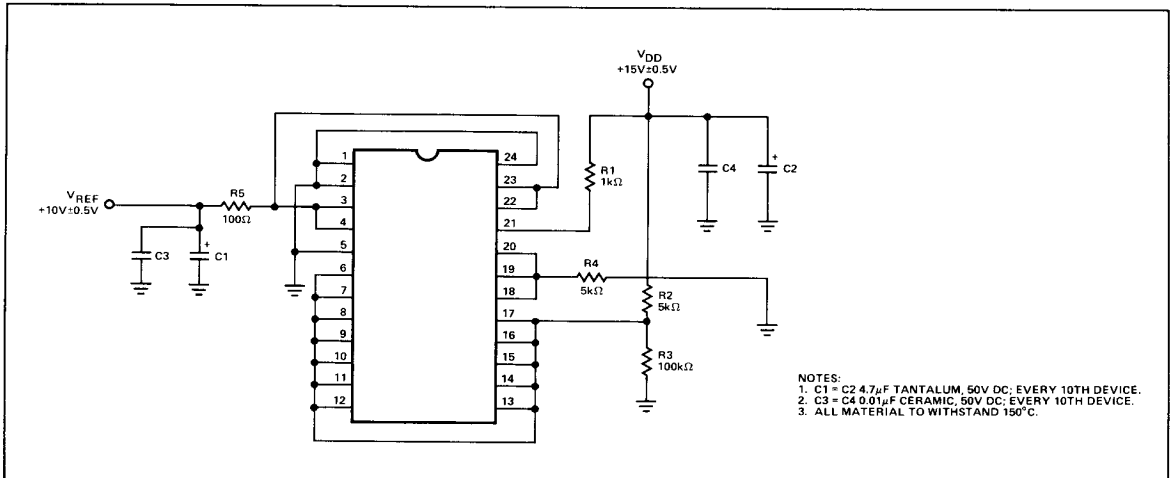 V_DD
+15V±0.5V
V_REF
+10V±0.5V
R5
100Ω
C3
C1
+
1
2
3
4
5
6
7
8
9
10
11
12
24
23
22
21
20
19
18
17
16
15
14
13
R1
1kΩ
C4
+
C2
R4
5kΩ
R2
5kΩ
R3
100kΩ
NOTES:
1. C1 = C2 4.7μF TANTALUM, 50V DC; EVERY 10TH DEVICE.
2. C3 = C4 0.01μF CERAMIC, 50V DC; EVERY 10TH DEVICE.
3. ALL MATERIAL TO WITHSTAND 150°C.